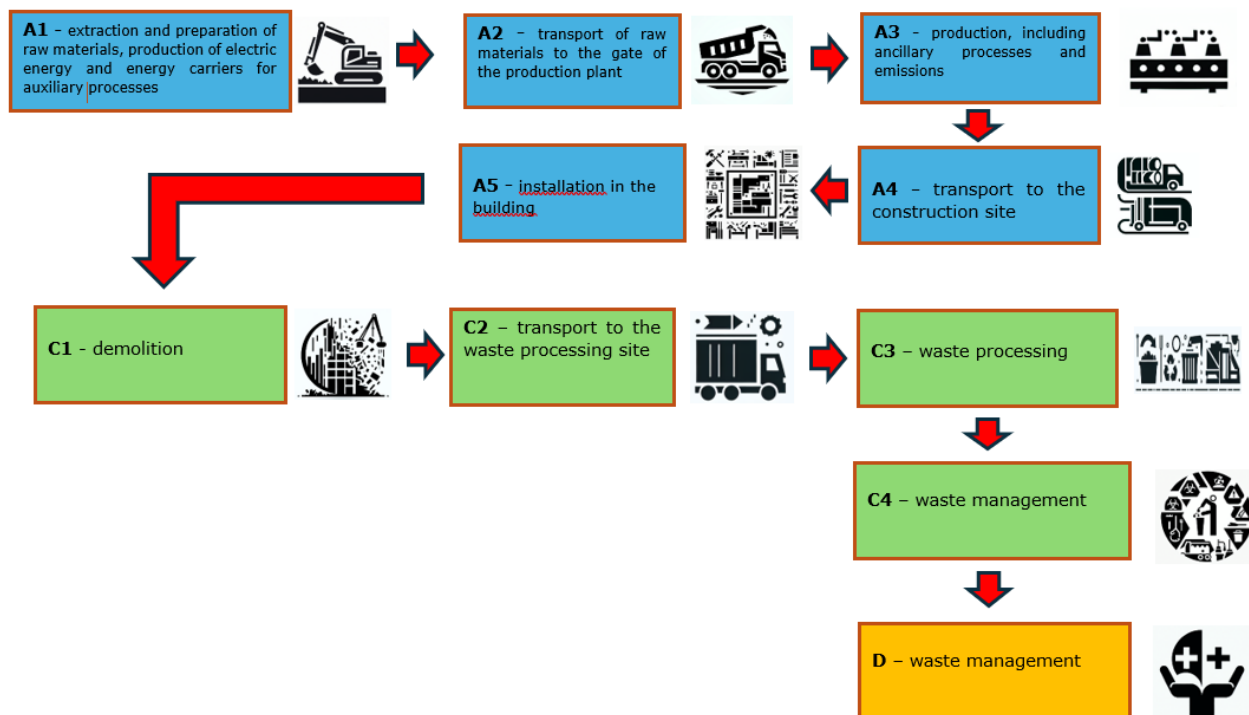 A1 - extraction and preparation of
raw materials, production of electric
energy and energy carriers for
auxiliary processes
A2 - transport of raw
materials to the gate of
the production plant
A3 - production, including
ancillary processes and
emissions
A5 - installation in the
building
A4 – transport to the
construction site
C1 - demolition
C2 – transport to the
waste processing site
C3 – waste processing
C4 – waste management
D – waste management